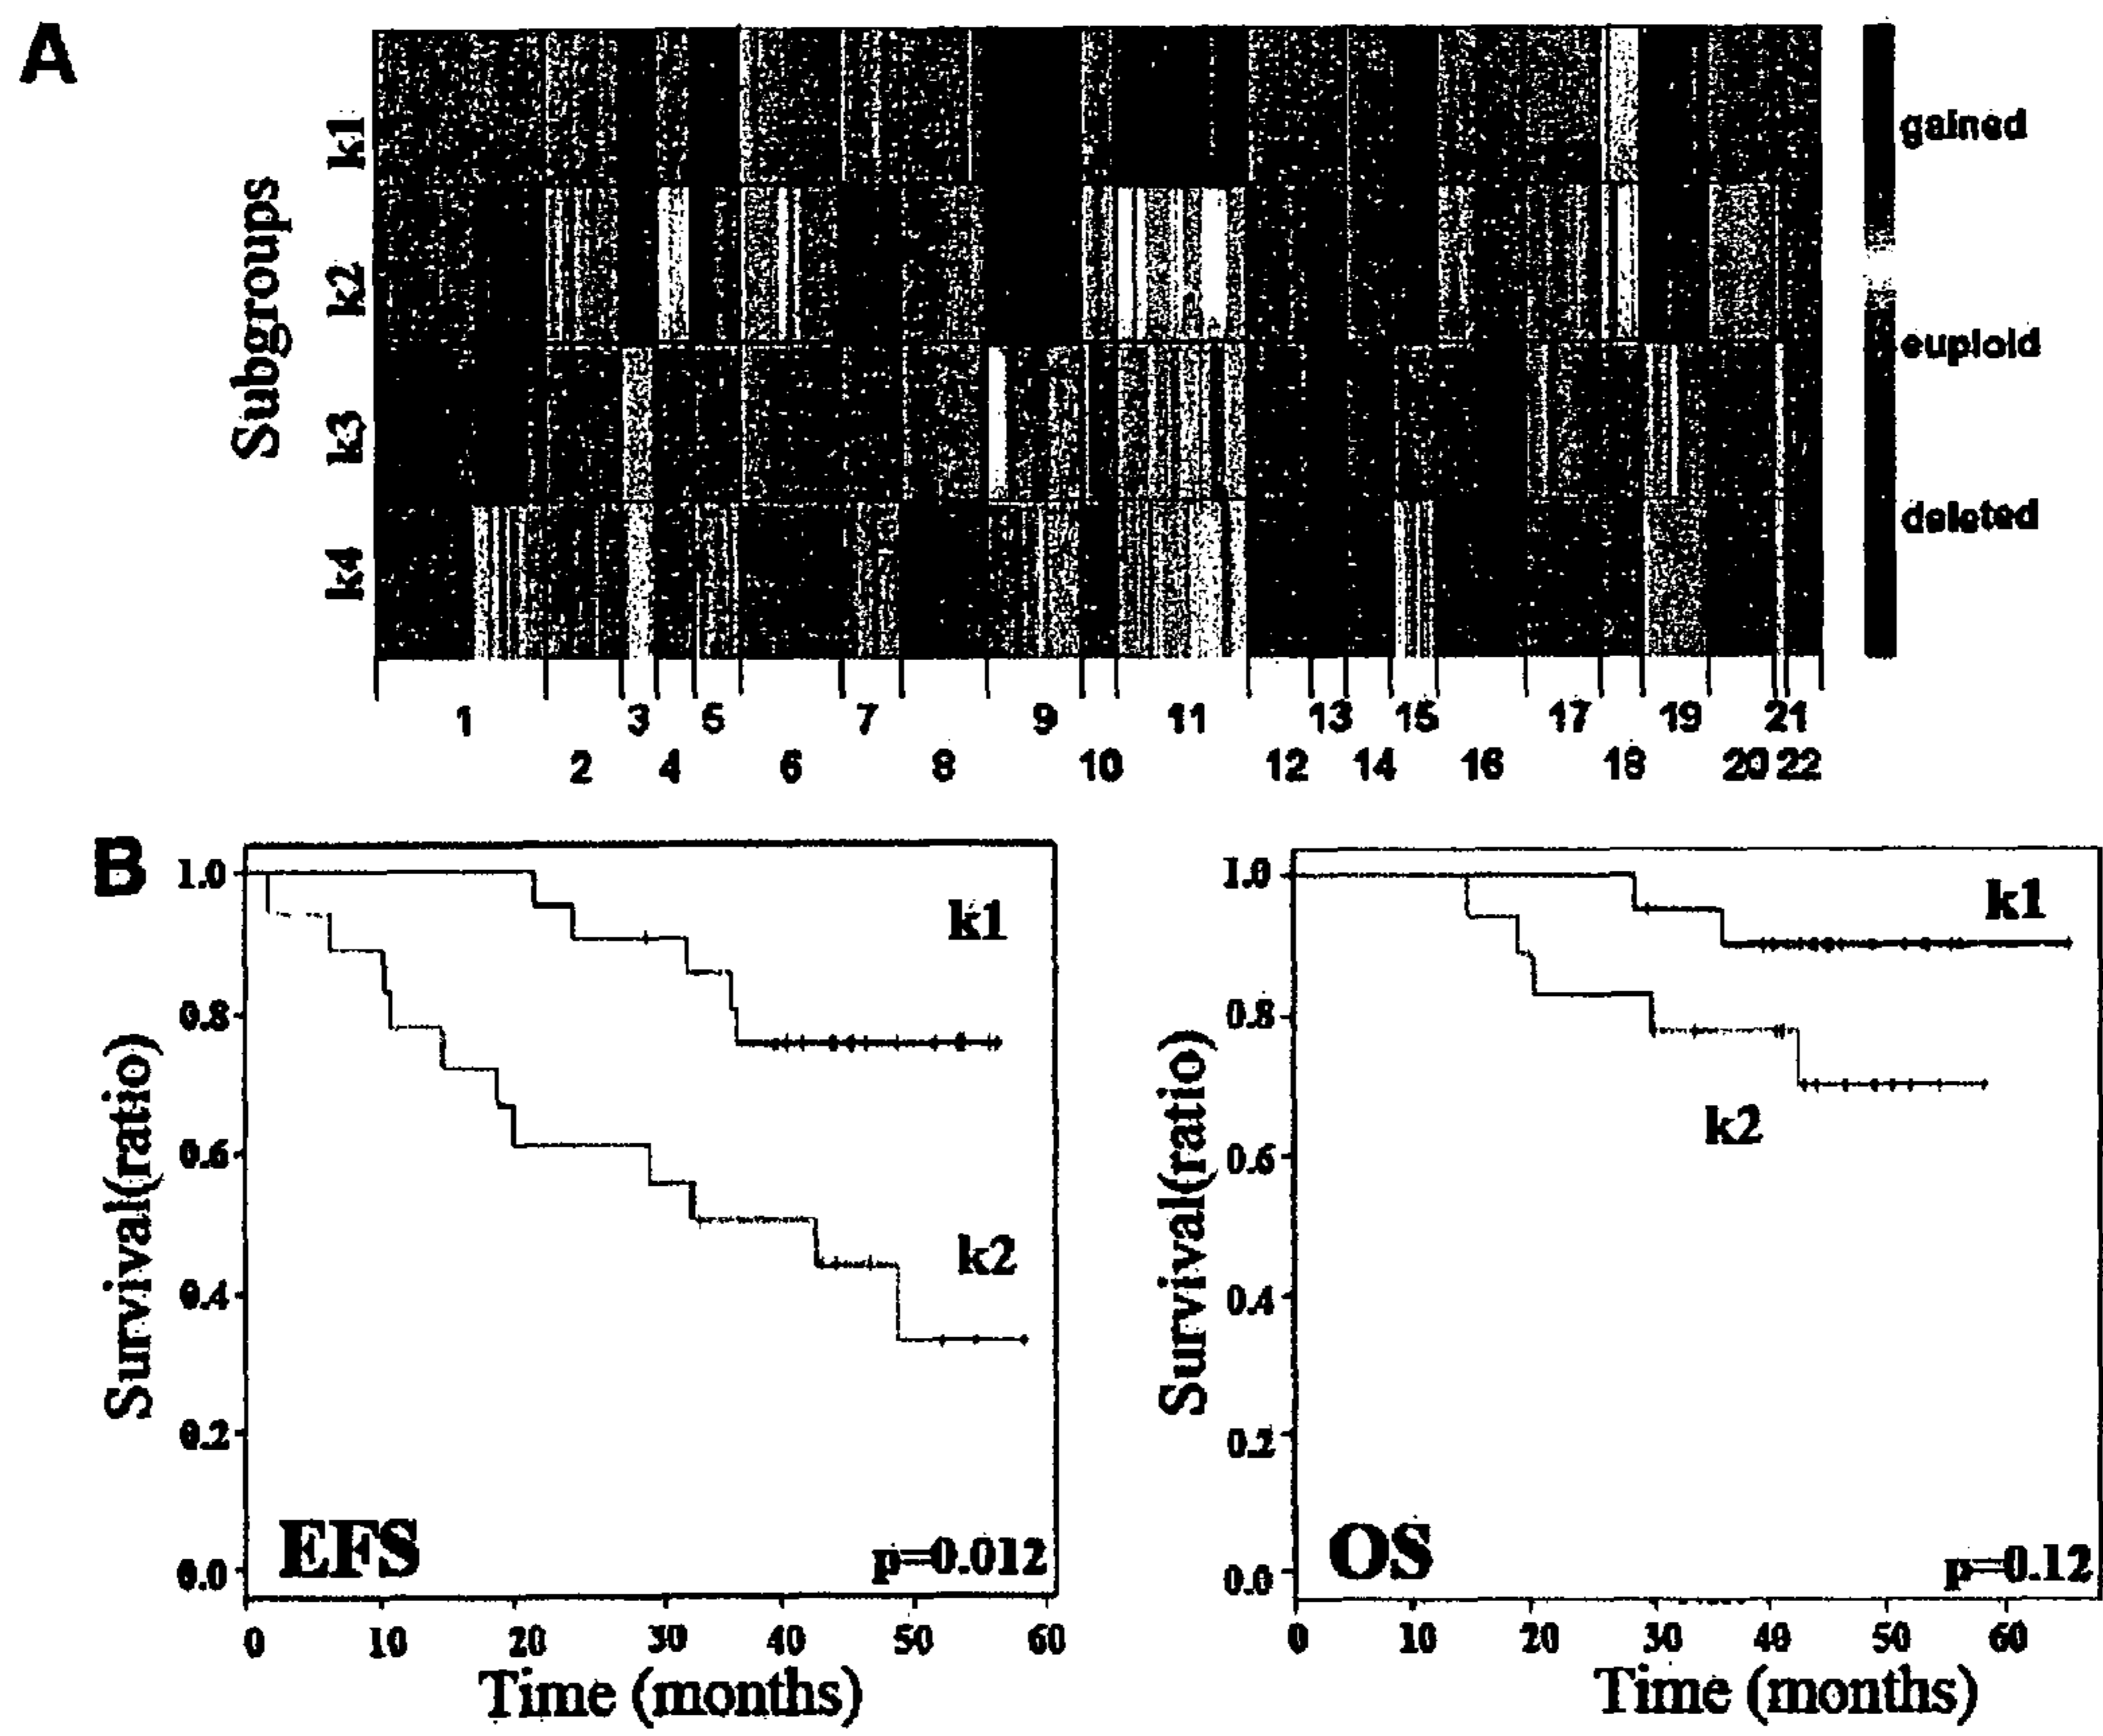 A
Subgroups
k1
k2
k3
k4
gained
euploid
deleted
1 3 5 7 9 11 13 15 17 19 21
2 4 6 8 10 12 14 16 18 20 22
B
1.0
0.8
0.6
0.4
0.2
0.0
Survival(ratio)
k1
k2
EFS
p=0.012
0 10 20 30 40 50 60
Time (months)
1.0
0.8
0.6
0.4
0.2
0.0
Survival(ratio)
k1
k2
OS
p=0.12
0 10 20 30 40 50 60
Time (months)